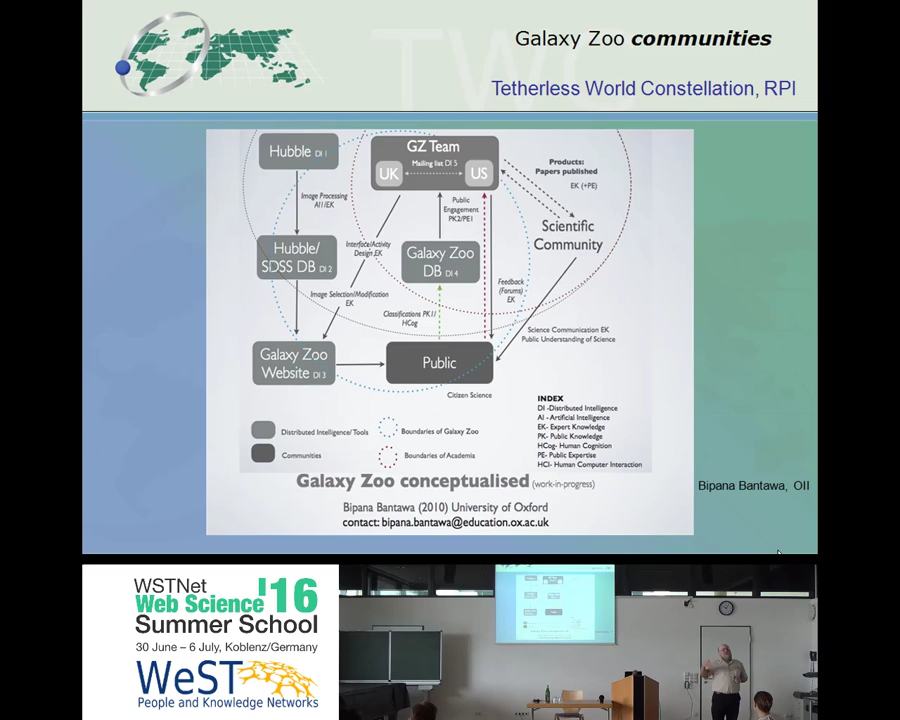 TWC
Galaxy Zoo communities
Tetherless World Constellation, RPI
Hubble DI 1
GZ Team
Mailing list DI 5
UK
US
Products:
Papers published
EK (+PE)
Image Processing
AI1/EK
Public
Engagement
PK2/PE1
Scientific
Community
Hubble/
SDSS DB DI 2
Interface/Activity
Design EK
Galaxy Zoo
DB DI 4
Image Selection/Modification
EK
Feedback
(Forums)
EK
Classifications PK1/
HCog
Science Communication EK
Public Understanding of Science
Galaxy Zoo
Website DI 3
Public
Citizen Science
INDEX
DI -Distributed Intelligence
AI - Artificial Intelligence
EK- Expert Knowledge
PK- Public Knowledge
HCog- Human Cognition
PE- Public Expertise
HCI- Human Computer Interaction
Distributed Intelligence/Tools
Boundaries of Galaxy Zoo
Communities
Boundaries of Academia
Galaxy Zoo conceptualised (work-in-progress)
Bipana Bantawa, OII
Bipana Bantawa (2010) University of Oxford
contact: bipana.bantawa@education.ox.ac.uk
WSTNet
Web Science '16
Summer School
30 June – 6 July, Koblenz/Germany
WeST
People and Knowledge Networks